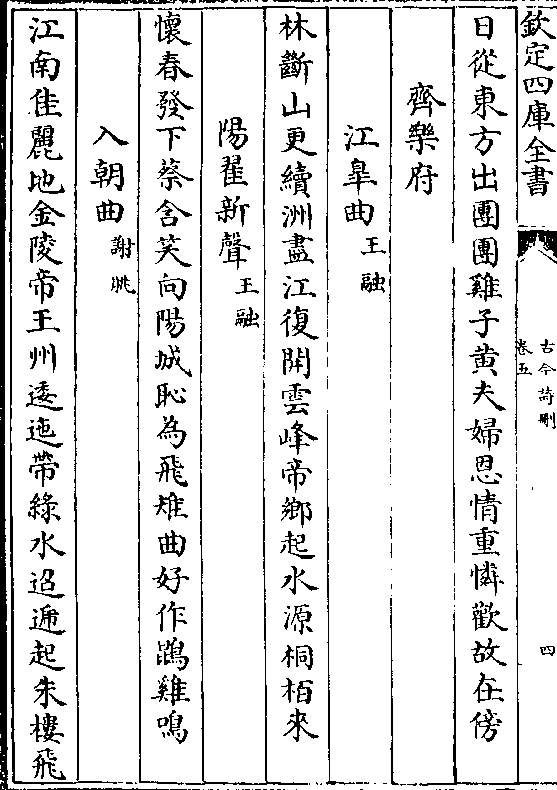 欽定四庫全書
古今詩刪
卷五
四
日從東方出團團雞子黃夫婦恩情重憐歡故在傍
齊樂府
江皐曲王融
林斷山更續洲盡江復開雲峰帝鄉起水源桐栢來
陽翟新聲王融
懷春發下蔡含笑向陽城恥為飛雉曲好作鵾雞鳴
入朝曲謝朓
江南佳麗地金陵帝王州逶迤帶綠水迢遞起朱樓飛